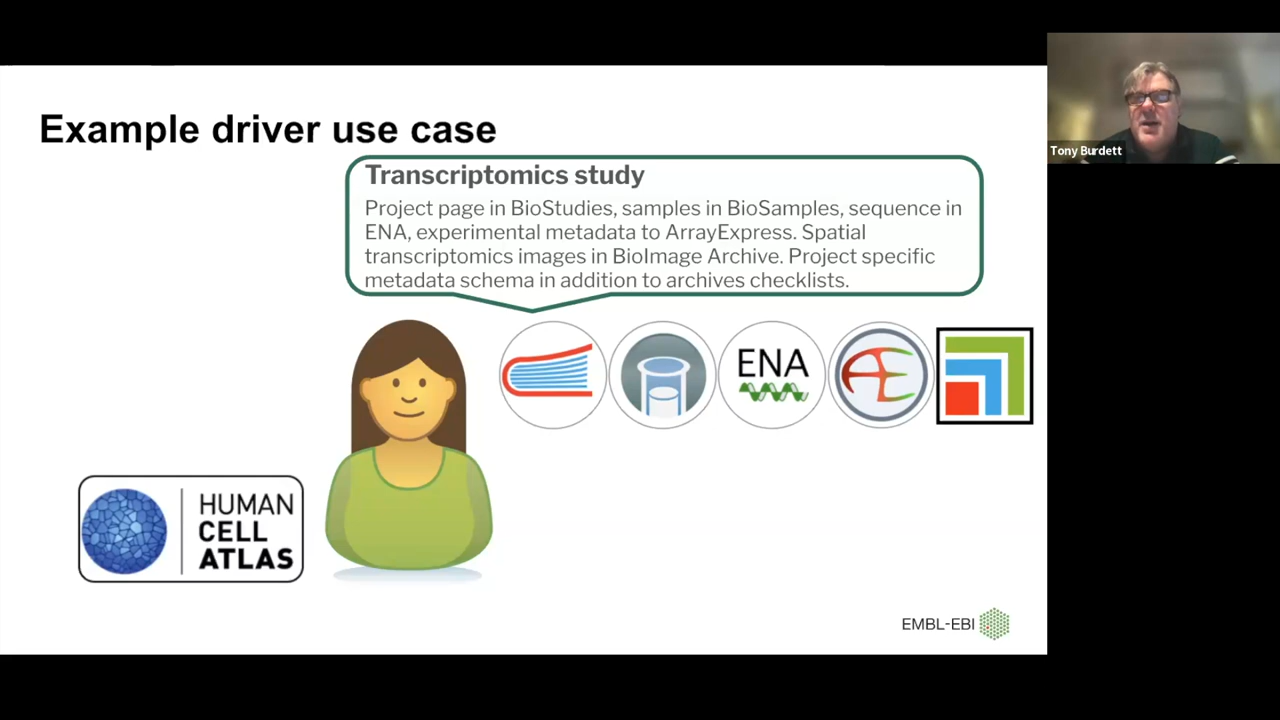 Example driver use case
Transcriptomics study
Project page in BioStudies, samples in BioSamples, sequence in
ENA, experimental metadata to ArrayExpress. Spatial
transcriptomics images in BioImage Archive. Project specific
metadata schema in addition to archives checklists.
ENA
AE
HUMAN
CELL
ATLAS
EMBL-EBI
Tony Burdett